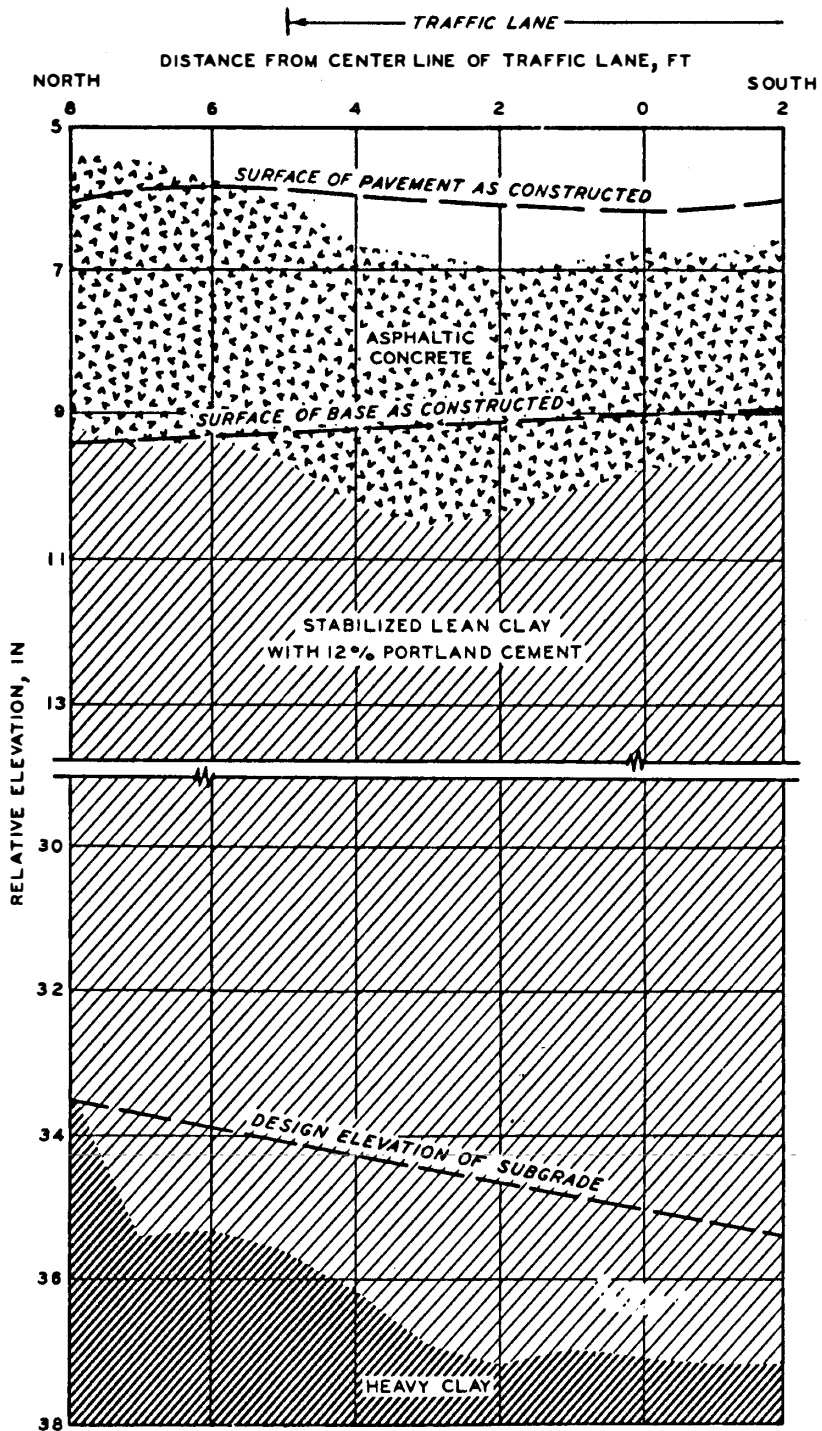 TRAFFIC LANE
DISTANCE FROM CENTER LINE OF TRAFFIC LANE, FT
NORTH
SOUTH
8 6 4 2 0 2
5
SURFACE OF PAVEMENT AS CONSTRUCTED
7
ASPHALTIC
CONCRETE
9
SURFACE OF BASE AS CONSTRUCTED
11
STABILIZED LEAN CLAY
WITH 12% PORTLAND CEMENT
13
RELATIVE ELEVATION, IN
30
32
34
DESIGN ELEVATION OF SUBGRADE
36
HEAVY CLAY
38